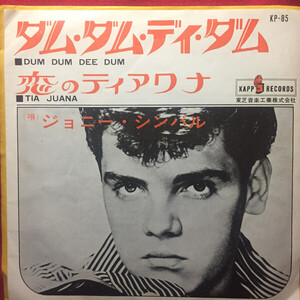 ダム・ダム・ディ・ダム
KP-85
■DUM DUM DEE DUM
恋のティアワナ
■TIA JUANA
KAPP RECORDS
東芝音楽工業株式会社
唄 ジョニー・シンバル